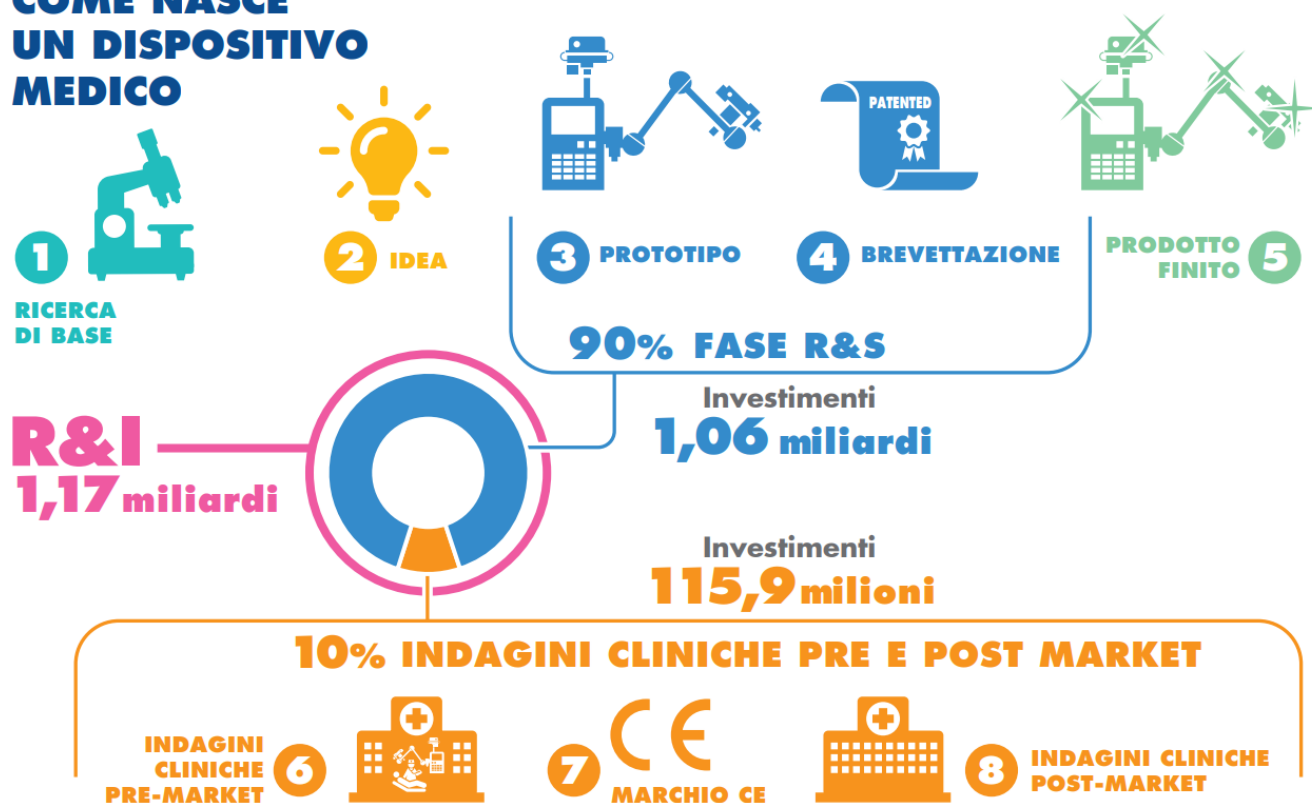 COME NASCE
UN DISPOSITIVO
MEDICO
1
RICERCA
DI BASE
2 IDEA
3 PROTOTIPO
PATENTED
4 BREVETTAZIONE
PRODOTTO
FINITO 5
90% FASE R&S
Investimenti
1,06 miliardi
R&I
1,17 miliardi
Investimenti
115,9 milioni
10% INDAGINI CLINICHE PRE E POST MARKET
INDAGINI
CLINICHE
PRE-MARKET
6
CE
7
MARCHIO CE
8
INDAGINI CLINICHE
POST-MARKET